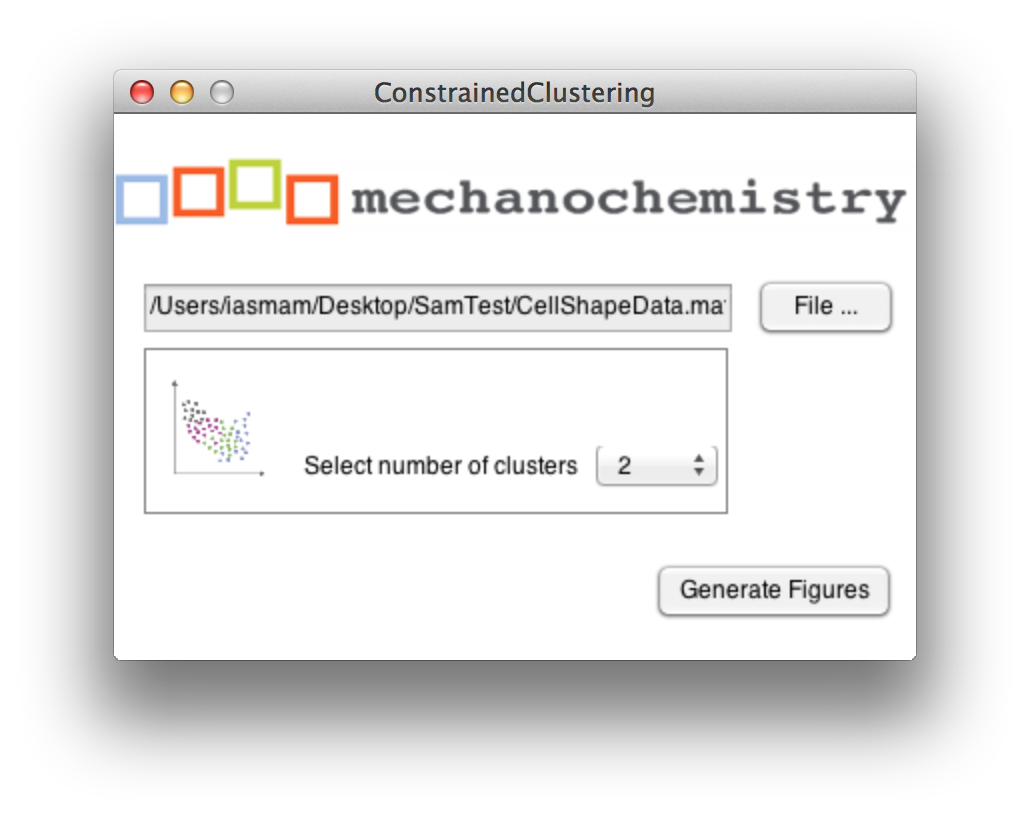 ConstrainedClustering
mechanochemistry
/Users/iasmam/Desktop/SamTest/CellShapeData.ma
File ...
Select number of clusters 2
Generate Figures